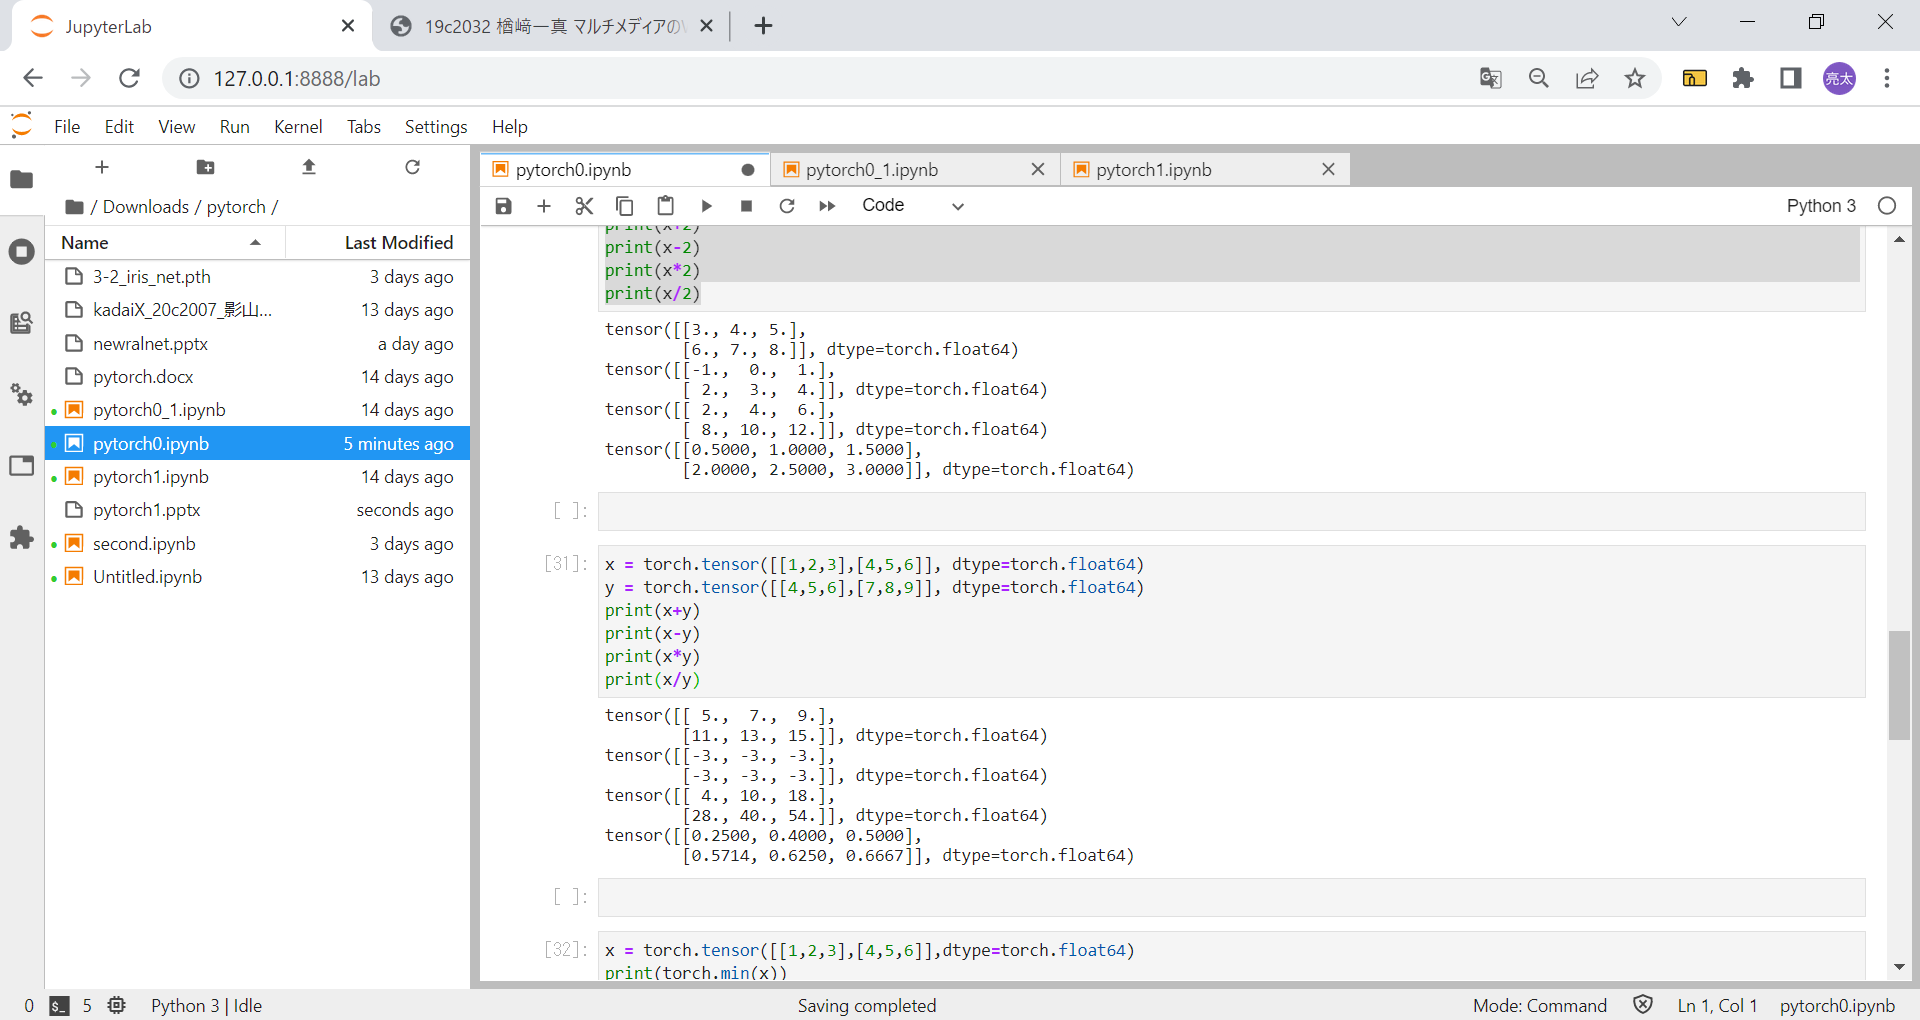 JupyterLab
19c2032 楢﨑一真 マルチメディアの
127.0.0.1:8888/lab
亮太
File Edit View Run Kernel Tabs Settings Help
/ Downloads / pytorch /
Name Last Modified
3-2_iris_net.pth 3 days ago
kadaiX_20c2007_影山... 13 days ago
newralnet.pptx a day ago
pytorch.docx 14 days ago
pytorch0_1.ipynb 14 days ago
pytorch0.ipynb 5 minutes ago
pytorch1.ipynb 14 days ago
pytorch1.pptx seconds ago
second.ipynb 3 days ago
Untitled.ipynb 13 days ago
pytorch0.ipynb pytorch0_1.ipynb pytorch1.ipynb
Code Python 3
print(x+2)
print(x-2)
print(x*2)
print(x/2)
tensor([[3., 4., 5.],
        [6., 7., 8.]], dtype=torch.float64)
tensor([[-1.,  0.,  1.],
        [ 2.,  3.,  4.]], dtype=torch.float64)
tensor([[ 2.,  4.,  6.],
        [ 8., 10., 12.]], dtype=torch.float64)
tensor([[0.5000, 1.0000, 1.5000],
        [2.0000, 2.5000, 3.0000]], dtype=torch.float64)
[ ]:
[31]: x = torch.tensor([[1,2,3],[4,5,6]], dtype=torch.float64)
y = torch.tensor([[4,5,6],[7,8,9]], dtype=torch.float64)
print(x+y)
print(x-y)
print(x*y)
print(x/y)
tensor([[ 5.,  7.,  9.],
        [11., 13., 15.]], dtype=torch.float64)
tensor([[-3., -3., -3.],
        [-3., -3., -3.]], dtype=torch.float64)
tensor([[ 4., 10., 18.],
        [28., 40., 54.]], dtype=torch.float64)
tensor([[0.2500, 0.4000, 0.5000],
        [0.5714, 0.6250, 0.6667]], dtype=torch.float64)
[ ]:
[32]: x = torch.tensor([[1,2,3],[4,5,6]],dtype=torch.float64)
print(torch.min(x))
0 $_ 5 Python 3 | Idle Saving completed Mode: Command Ln 1, Col 1 pytorch0.ipynb